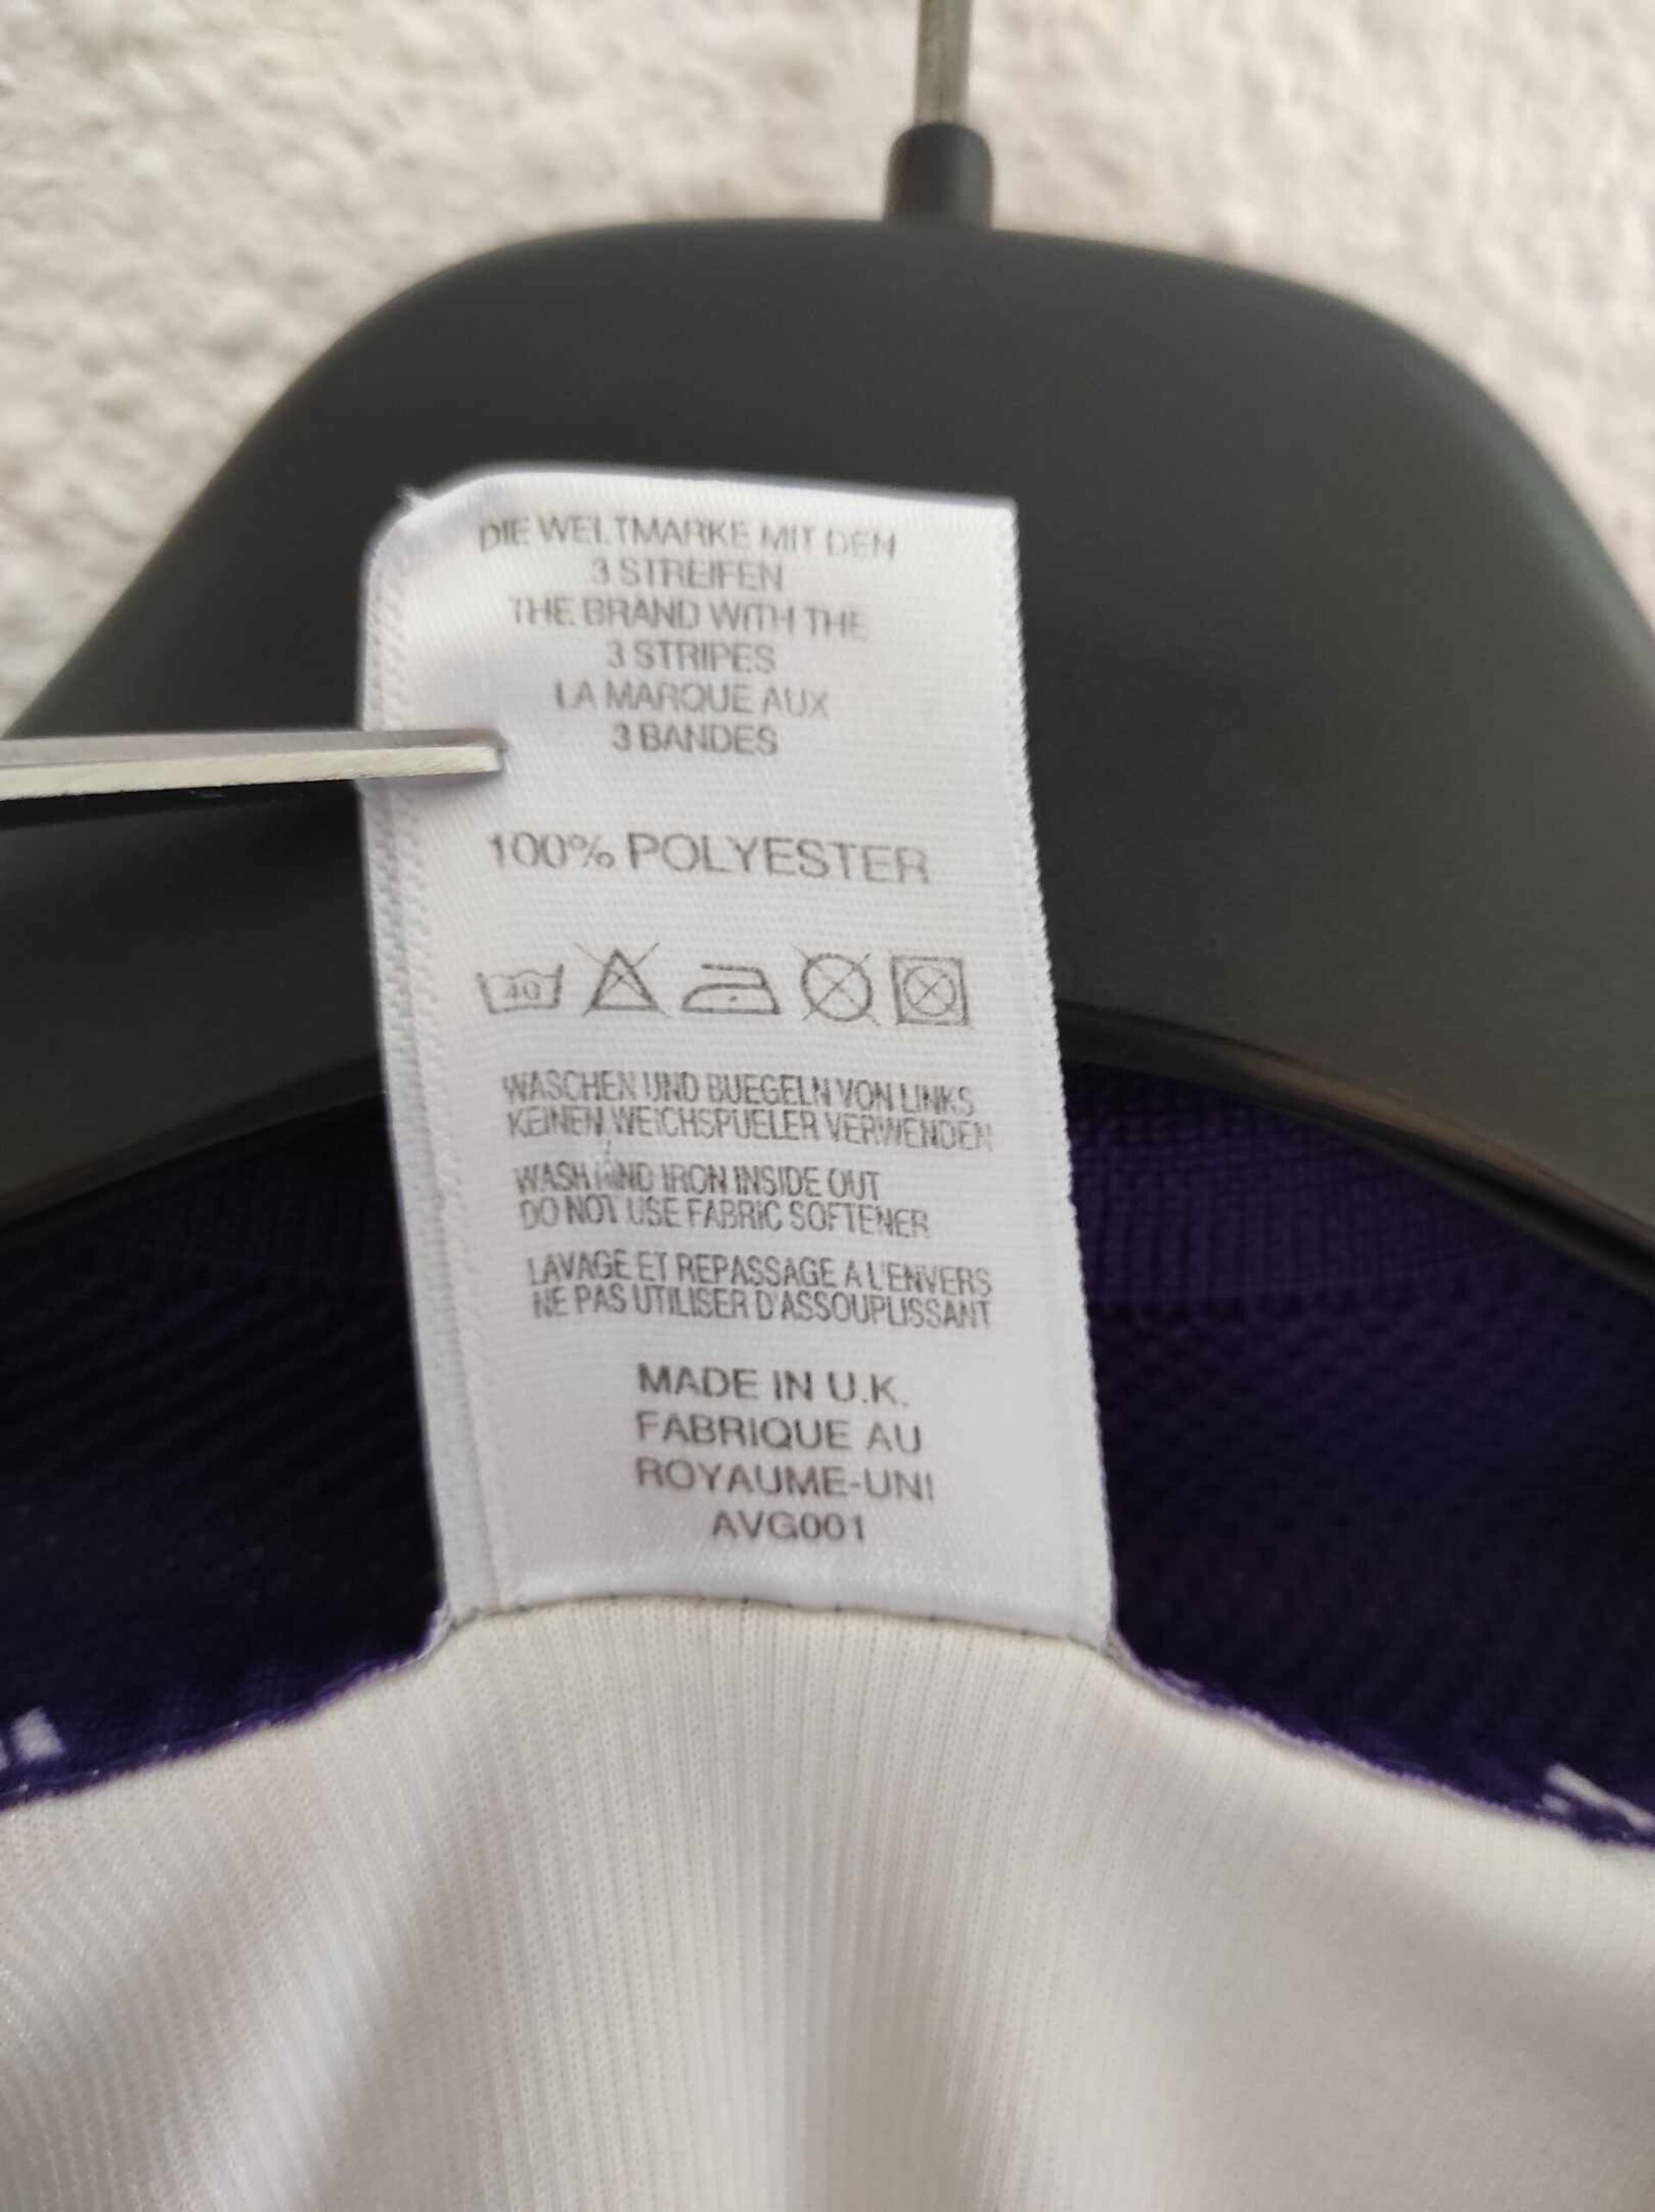 DIE WELTMARKE MIT DEN
3 STREIFEN
THE BRAND WITH THE
3 STRIPES
LA MARQUE AUX
3 BANDES
100% POLYESTER
40
WASCHEN UND BUEGELN VON LINKS
KEINEN WEICHSPUELER VERWENDEN
WASH AND IRON INSIDE OUT
DO NOT USE FABRIC SOFTENER
LAVAGE ET REPASSAGE A L'ENVERS
NE PAS UTILISER D'ASSOUPLISSANT
MADE IN U.K.
FABRIQUE AU
ROYAUME-UNI
AVG001